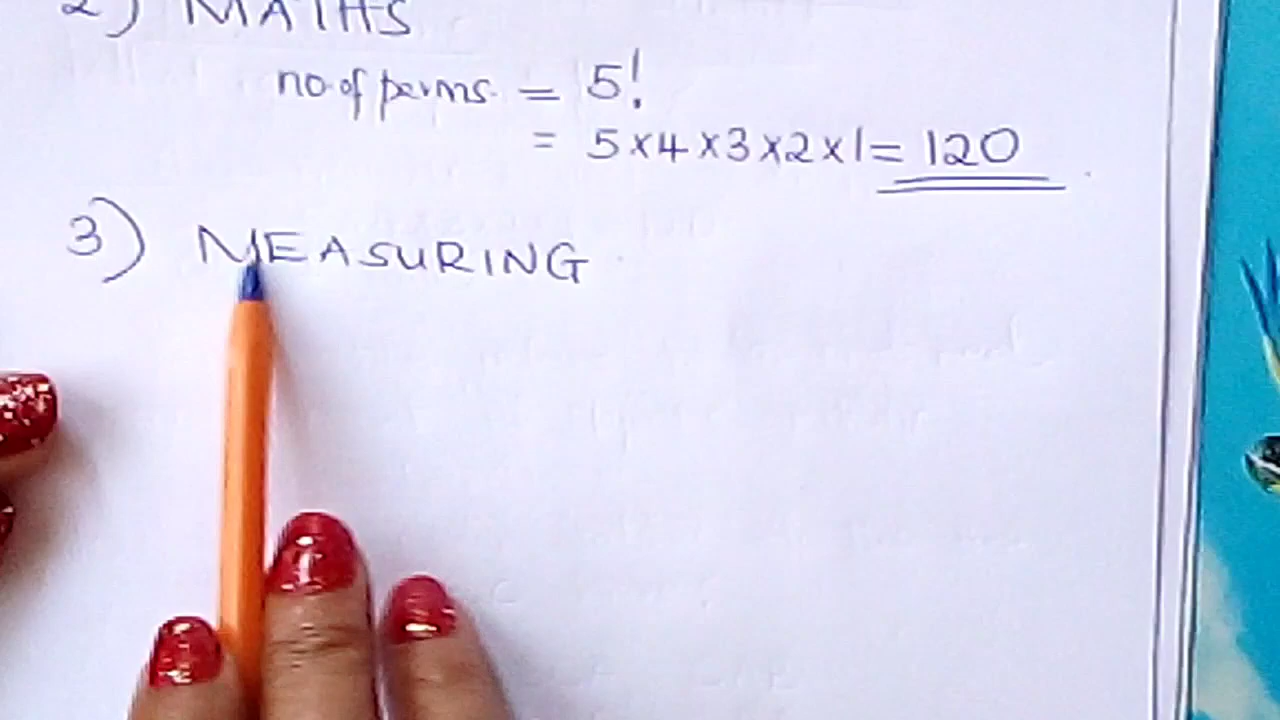 2) MATHS
no. of perms. = 5!
= 5×4×3×2×1= 120
3) MEASURING